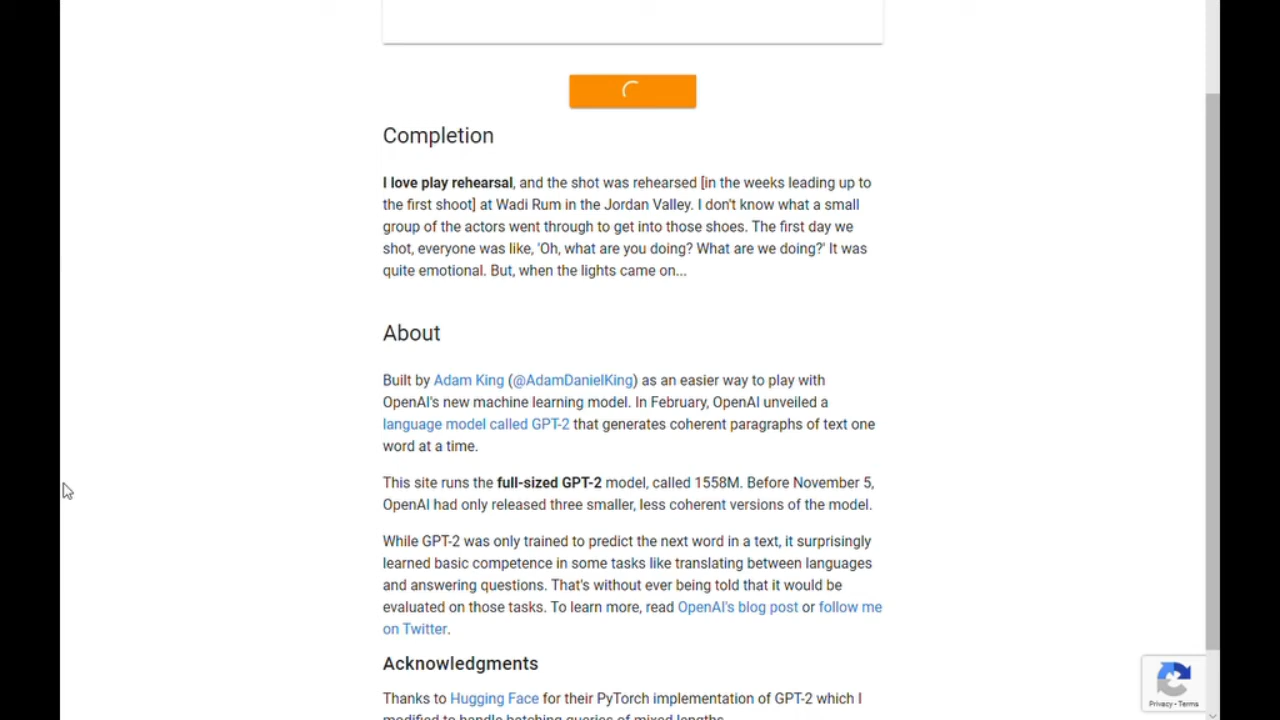 Completion
I love play rehearsal, and the shot was rehearsed [in the weeks leading up to
the first shoot] at Wadi Rum in the Jordan Valley. I don't know what a small
group of the actors went through to get into those shoes. The first day we
shot, everyone was like, 'Oh, what are you doing? What are we doing?' It was
quite emotional. But, when the lights came on...
About
Built by Adam King (@AdamDanielKing) as an easier way to play with
OpenAI's new machine learning model. In February, OpenAI unveiled a
language model called GPT-2 that generates coherent paragraphs of text one
word at a time.
This site runs the full-sized GPT-2 model, called 1558M. Before November 5,
OpenAI had only released three smaller, less coherent versions of the model.
While GPT-2 was only trained to predict the next word in a text, it surprisingly
learned basic competence in some tasks like translating between languages
and answering questions. That's without ever being told that it would be
evaluated on those tasks. To learn more, read OpenAI's blog post or follow me
on Twitter.
Acknowledgments
Thanks to Hugging Face for their PyTorch implementation of GPT-2 which I
modified to handle batching queries of mixed lengths.
Privacy - Terms